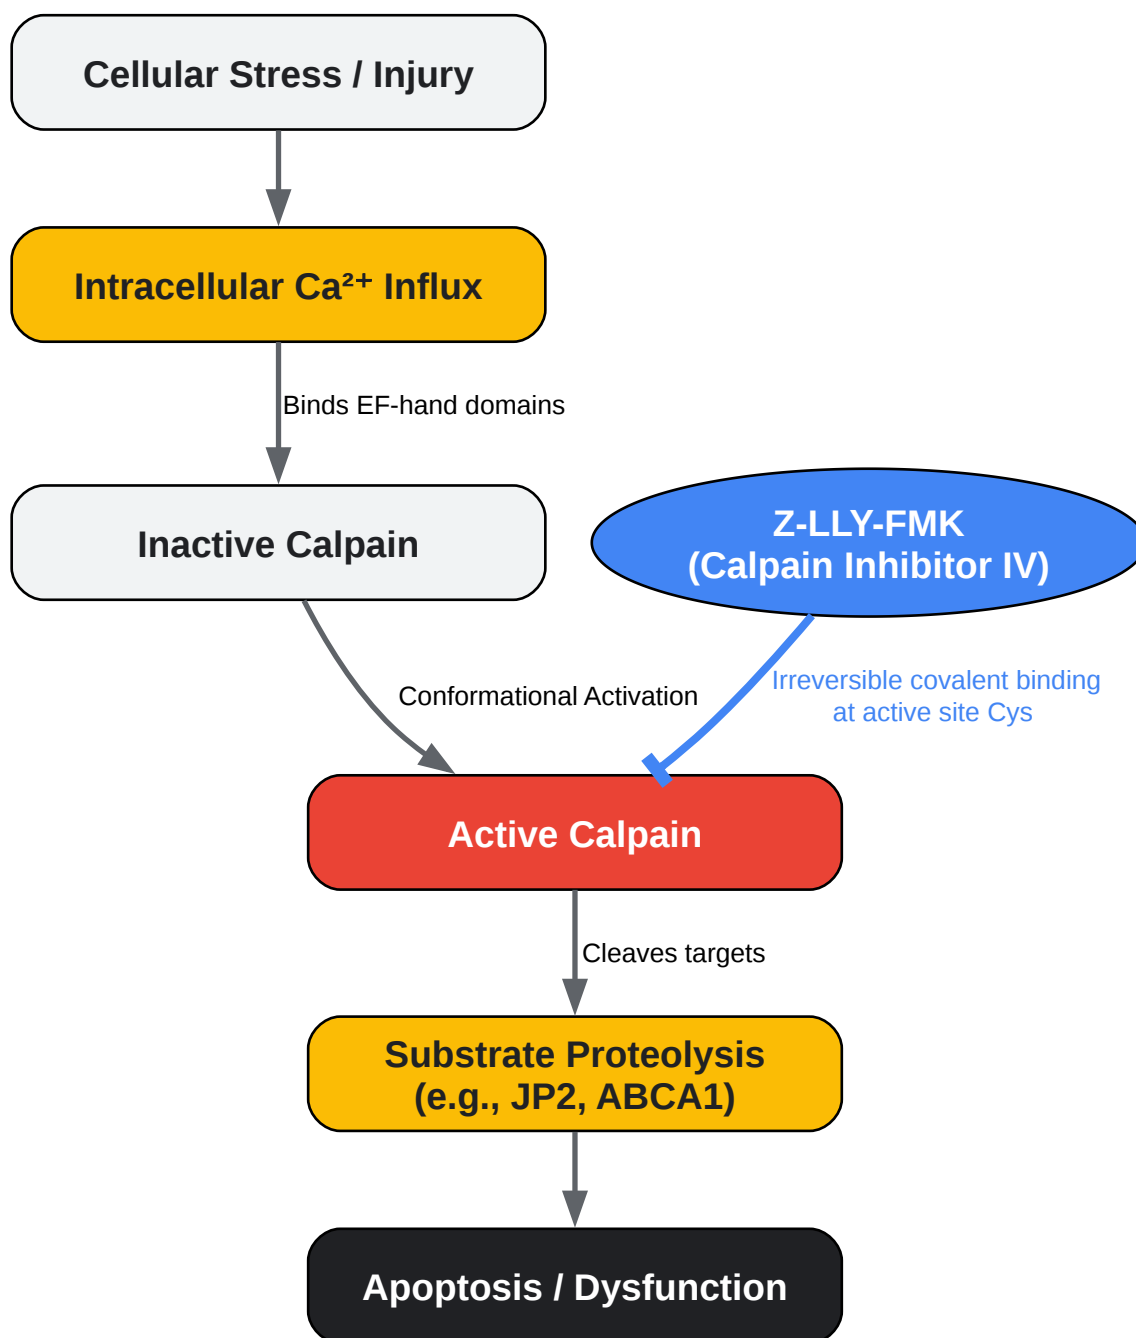 Cellular Stress / Injury
Intracellular Ca²⁺ Influx
Binds EF-hand domains
Inactive Calpain
Z-LLY-FMK
(Calpain Inhibitor IV)
Conformational Activation
Irreversible covalent binding
at active site Cys
Active Calpain
Cleaves targets
Substrate Proteolysis
(e.g., JP2, ABCA1)
Apoptosis / Dysfunction